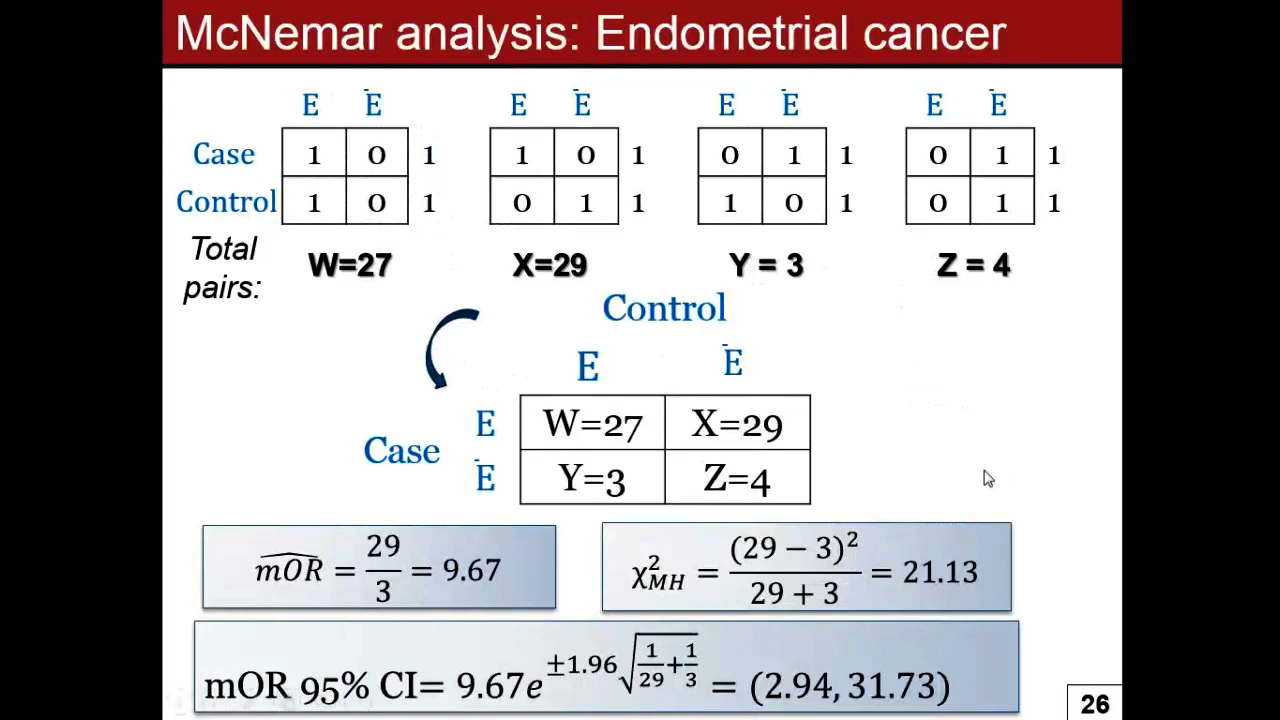 McNemar analysis: Endometrial cancer
E Ē E Ē E Ē E Ē
Case 1 0 1 1 0 1 0 1 1 0 1 1
Control 1 0 1 0 1 1 1 0 1 0 1 1
Total pairs: W=27 X=29 Y = 3 Z = 4
Control
E Ē
E W=27 X=29
Case
Ē Y=3 Z=4
m̂OR = 29/3 = 9.67
χ²MH = (29 − 3)²/(29 + 3) = 21.13
mOR 95% CI= 9.67e^(±1.96√(1/29+1/3)) = (2.94, 31.73)
26